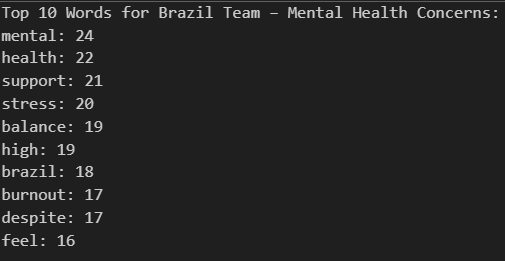 Top 10 Words for Brazil Team – Mental Health Concerns:
mental: 24
health: 22
support: 21
stress: 20
balance: 19
high: 19
brazil: 18
burnout: 17
despite: 17
feel: 16